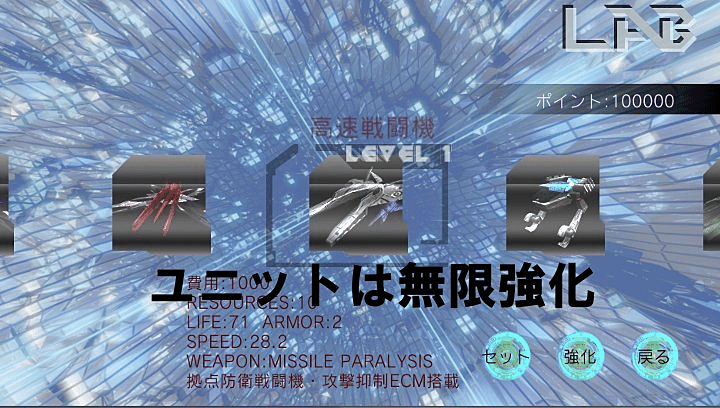 LAC
ポイント:100000
高速戦闘機
LEVEL 1
ユニットは無限強化
費用:1000
RESOURCES:10
LIFE:71 ARMOR:2
SPEED:28.2
WEAPON:MISSILE PARALYSIS
拠点防衛戦闘機・攻撃抑制ECM搭載
セット
強化
戻る